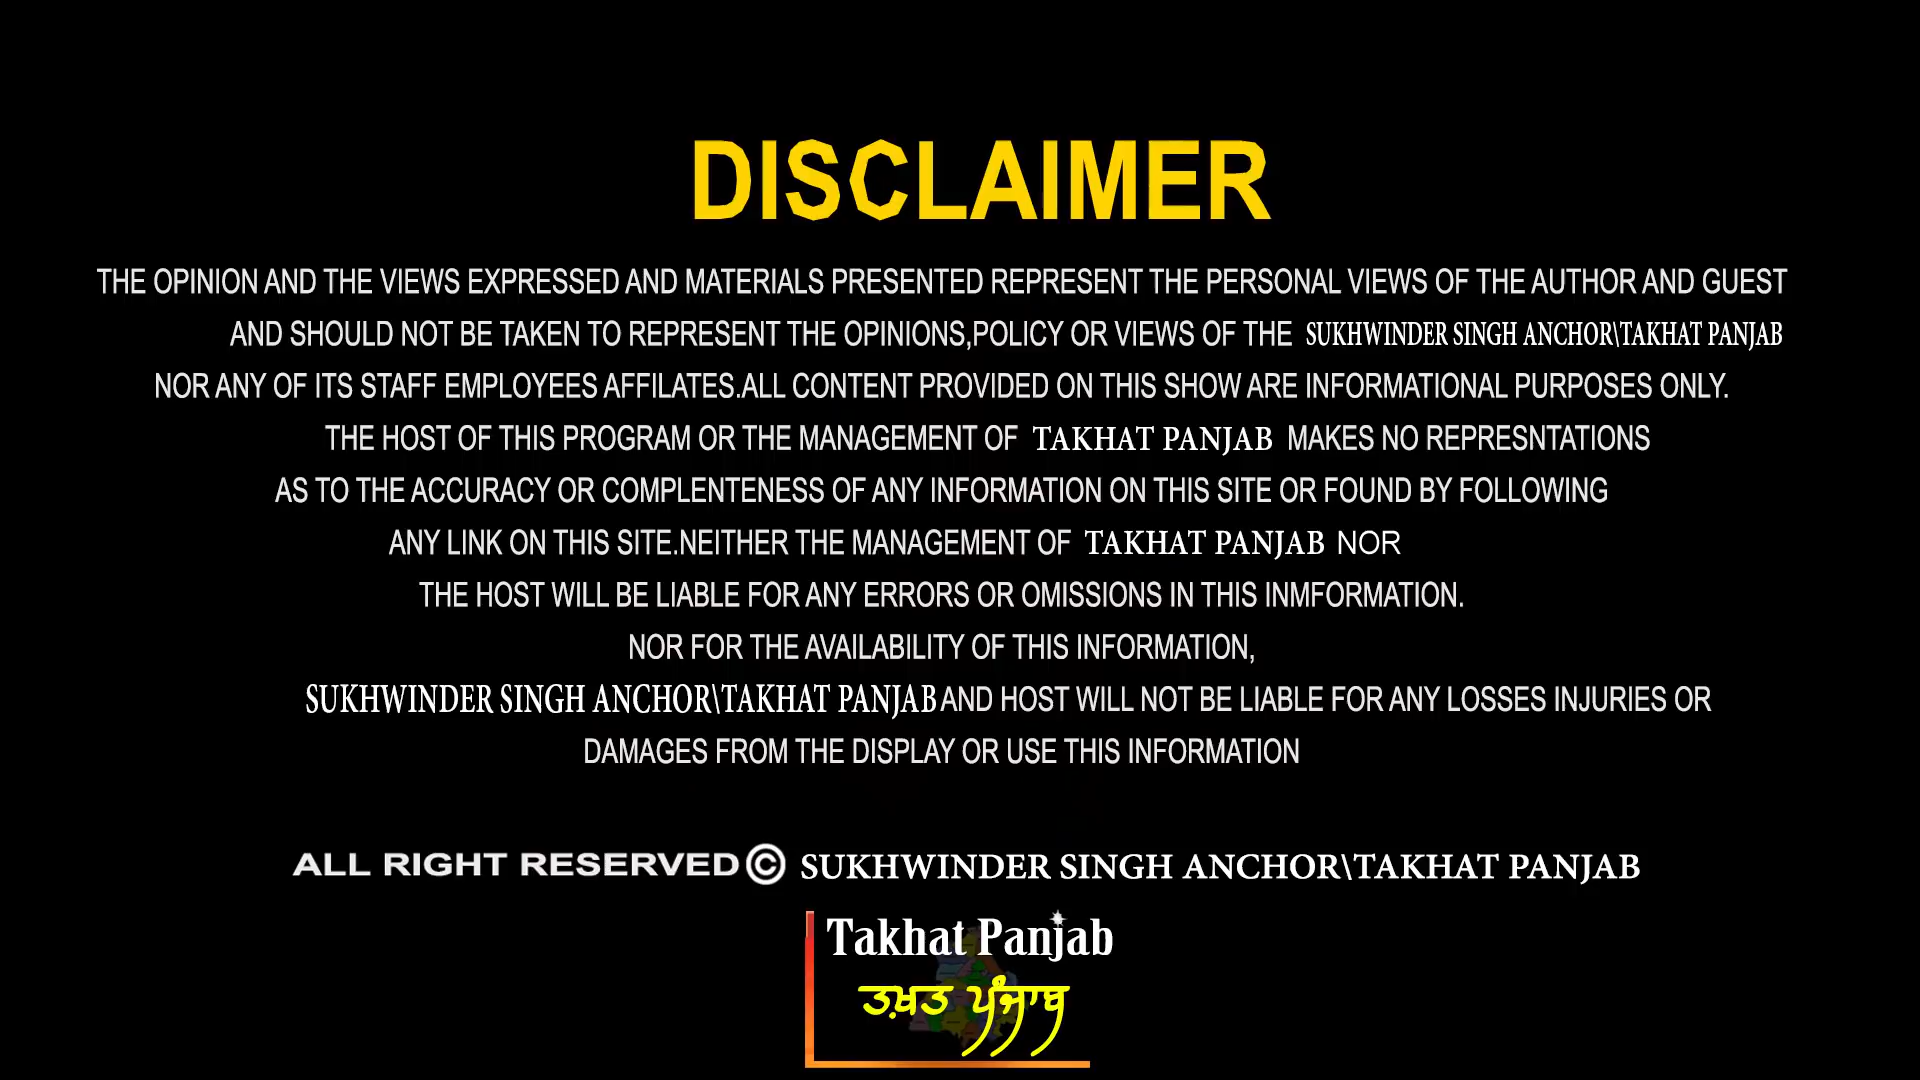 DISCLAIMER
THE OPINION AND THE VIEWS EXPRESSED AND MATERIALS PRESENTED REPRESENT THE PERSONAL VIEWS OF THE AUTHOR AND GUEST
AND SHOULD NOT BE TAKEN TO REPRESENT THE OPINIONS,POLICY OR VIEWS OF THE SUKHWINDER SINGH ANCHOR\TAKHAT PANJAB
NOR ANY OF ITS STAFF EMPLOYEES AFFILATES.ALL CONTENT PROVIDED ON THIS SHOW ARE INFORMATIONAL PURPOSES ONLY.
THE HOST OF THIS PROGRAM OR THE MANAGEMENT OF TAKHAT PANJAB MAKES NO REPRESNTATIONS
AS TO THE ACCURACY OR COMPLENTENESS OF ANY INFORMATION ON THIS SITE OR FOUND BY FOLLOWING
ANY LINK ON THIS SITE.NEITHER THE MANAGEMENT OF TAKHAT PANJAB NOR
THE HOST WILL BE LIABLE FOR ANY ERRORS OR OMISSIONS IN THIS INMFORMATION.
NOR FOR THE AVAILABILITY OF THIS INFORMATION,
SUKHWINDER SINGH ANCHOR\TAKHAT PANJAB AND HOST WILL NOT BE LIABLE FOR ANY LOSSES INJURIES OR
DAMAGES FROM THE DISPLAY OR USE THIS INFORMATION
ALL RIGHT RESERVED © SUKHWINDER SINGH ANCHOR\TAKHAT PANJAB
Takhat Panjab
ਤਖ਼ਤ ਪੰਜਾਬ